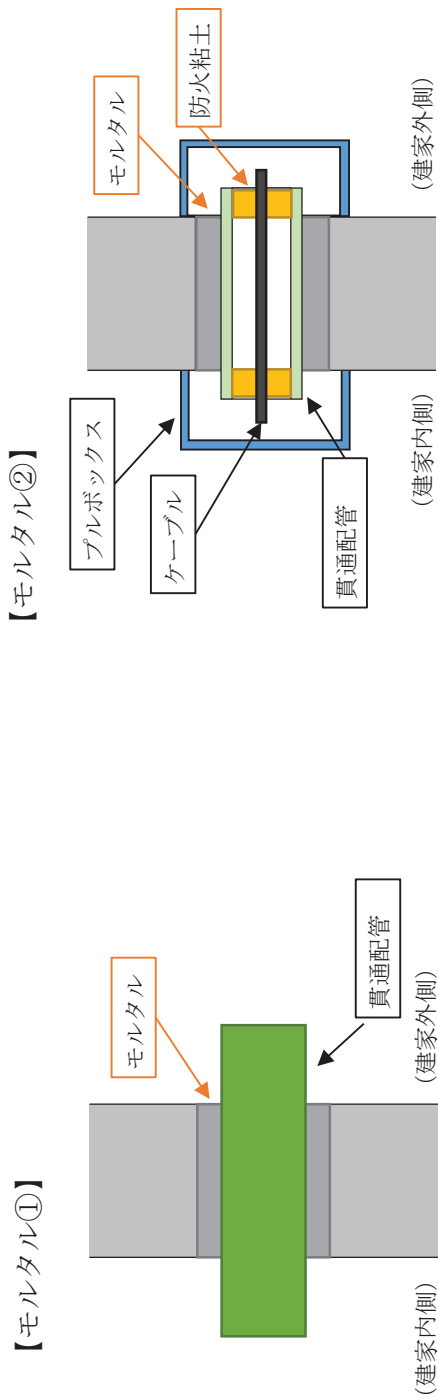 【モルタル①】
モルタル
貫通配管
(建家内側)
(建家外側)
【モルタル②】
プルボックス
モルタル
防火粘土
ケーブル
貫通配管
(建家内側)
(建家外側)